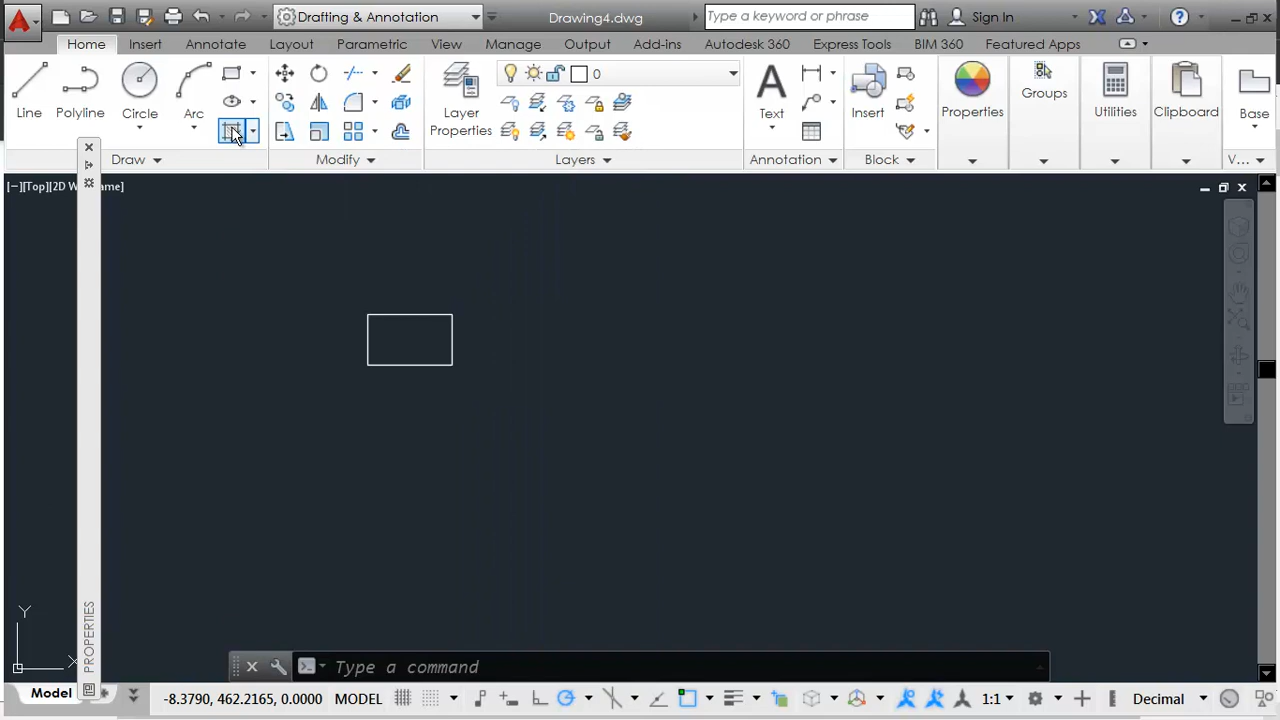 Drafting & Annotation
Drawing4.dwg
Type a keyword or phrase
Sign In
Home Insert Annotate Layout Parametric View Manage Output Add-ins Autodesk 360 Express Tools BIM 360 Featured Apps
Line Polyline Circle Arc
Layer Properties
0
Text
Insert
Properties
Groups
Utilities
Clipboard
Base
Draw Modify Layers Annotation Block V...
[−][Top][2D W ame]
Y
X
PROPERTIES
Type a command
Model
-8.3790, 462.2165, 0.0000 MODEL 1:1 Decimal